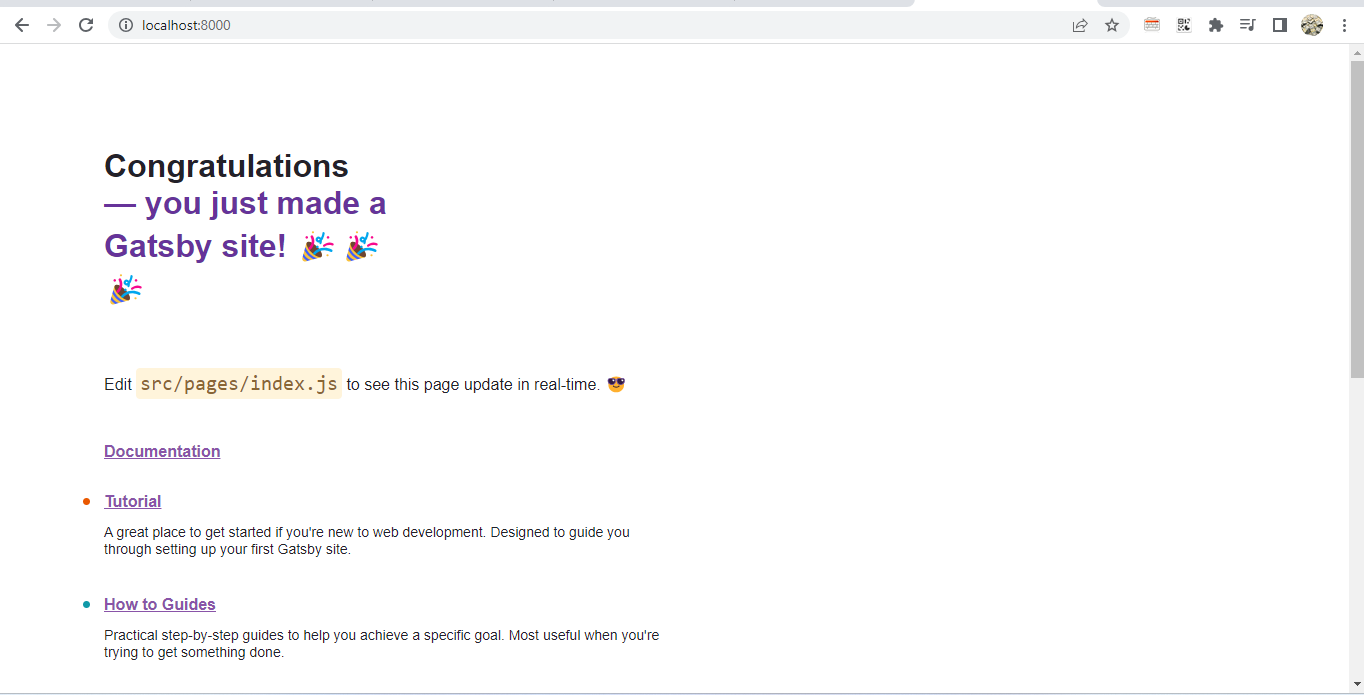 localhost:8000
Congratulations
— you just made a
Gatsby site! 🎉 🎉
🎉
Edit src/pages/index.js to see this page update in real-time. 😎
Documentation
Tutorial
A great place to get started if you're new to web development. Designed to guide you
through setting up your first Gatsby site.
How to Guides
Practical step-by-step guides to help you achieve a specific goal. Most useful when you're
trying to get something done.